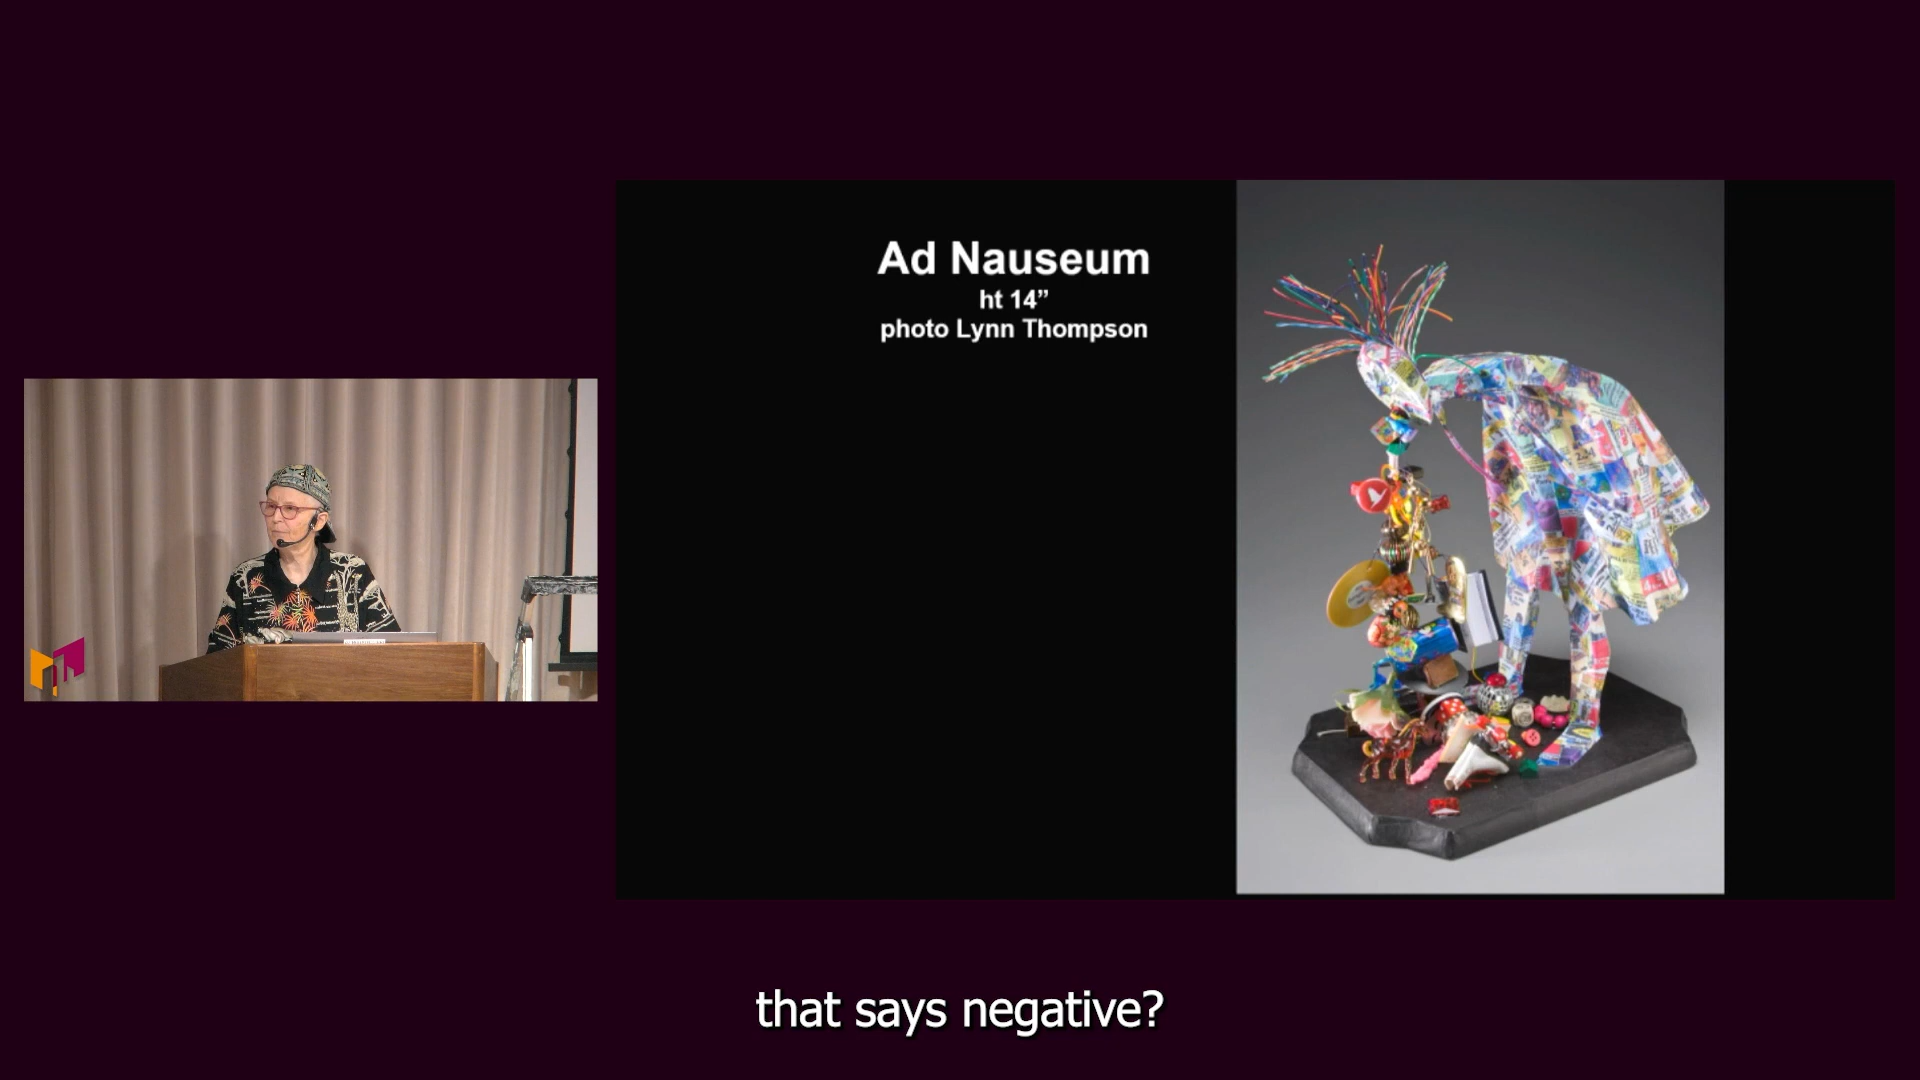 Ad Nauseum
ht 14”
photo Lynn Thompson
that says negative?